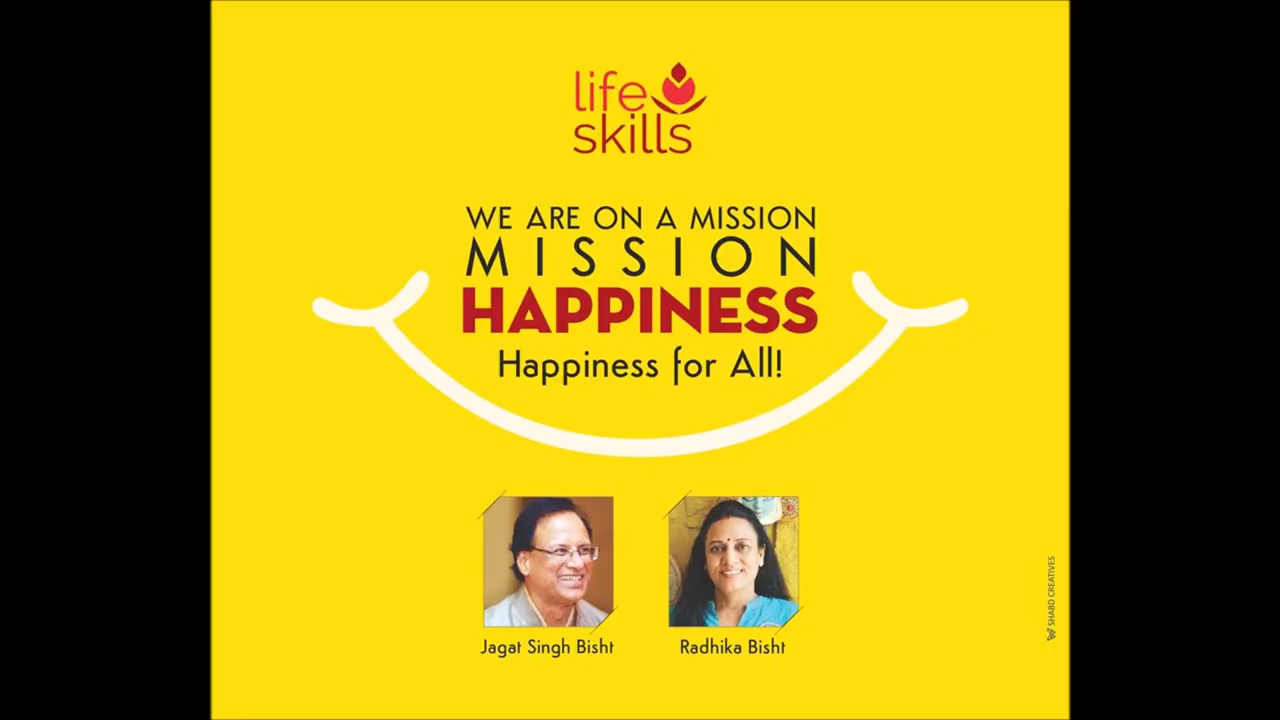 life
skills
WE ARE ON A MISSION
MISSION
HAPPINESS
Happiness for All!
Jagat Singh Bisht
Radhika Bisht
SHABD CREATIVES